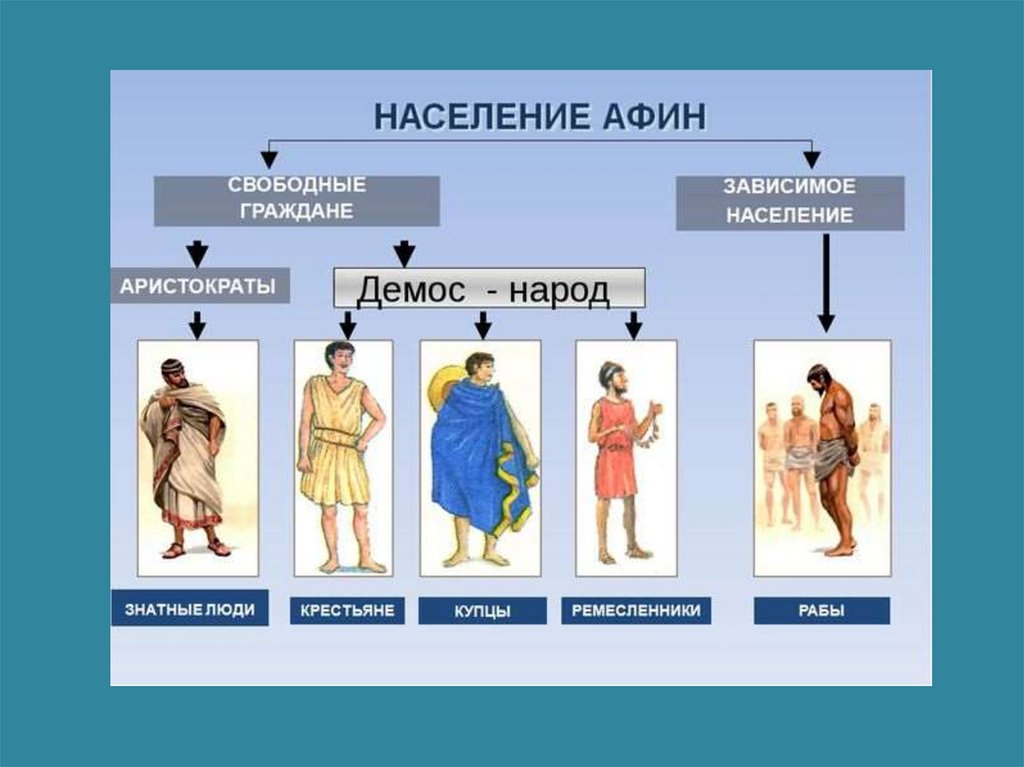 НАСЕЛЕНИЕ АФИН
СВОБОДНЫЕ
ГРАЖДАНЕ
ЗАВИСИМОЕ
НАСЕЛЕНИЕ
АРИСТОКРАТЫ
Демос - народ
ЗНАТНЫЕ ЛЮДИ
КРЕСТЬЯНЕ
КУПЦЫ
РЕМЕСЛЕННИКИ
РАБЫ